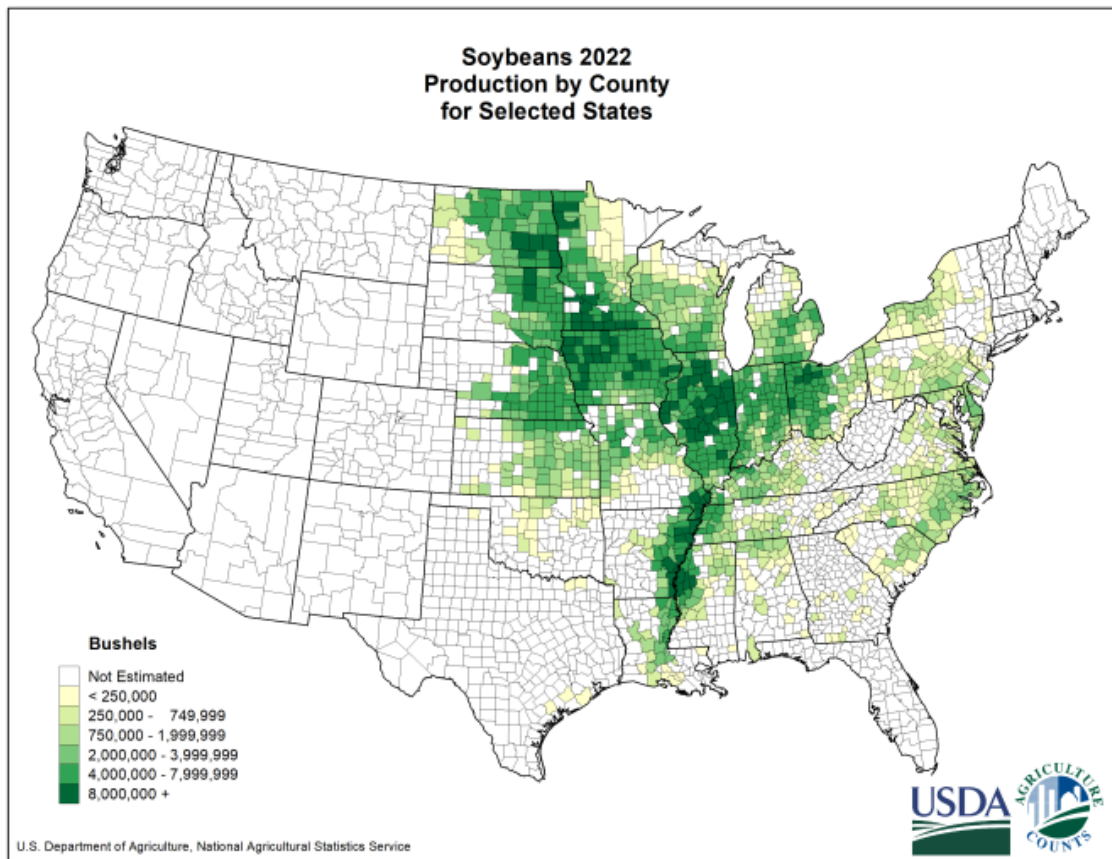 Soybeans 2022
Production by County
for Selected States
Bushels
Not Estimated
< 250,000
250,000 - 749,999
750,000 - 1,999,999
2,000,000 - 3,999,999
4,000,000 - 7,999,999
8,000,000 +
USDA
AGRICULTURE
COUNTS
U.S. Department of Agriculture, National Agricultural Statistics Service